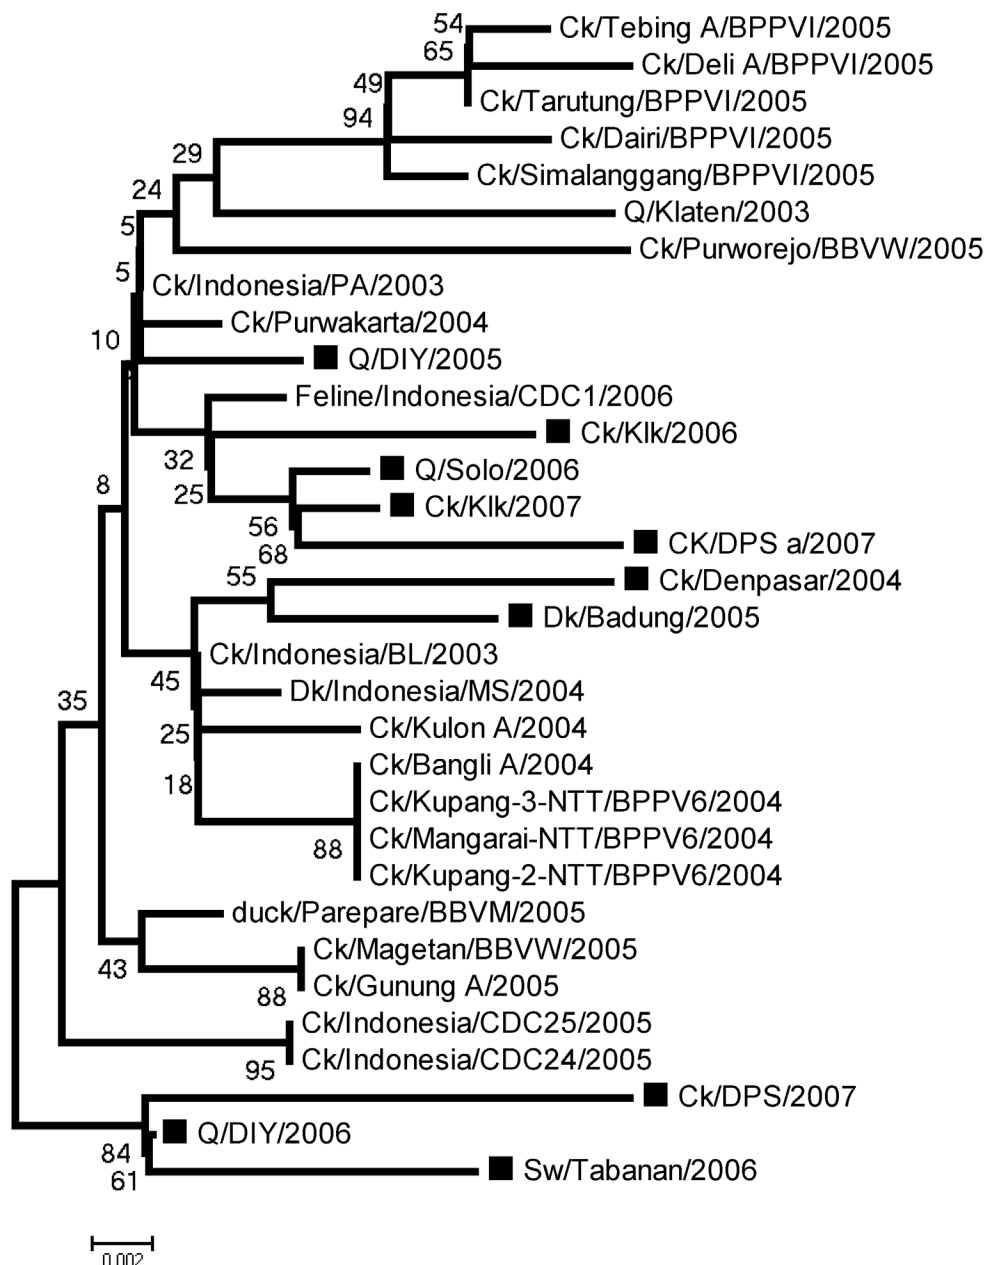 54
Ck/Tebing A/BPPVI/2005
65
Ck/Deli A/BPPVI/2005
49
Ck/Tarutung/BPPVI/2005
94
Ck/Dairi/BPPVI/2005
29
Ck/Simalanggang/BPPVI/2005
24
Q/Klaten/2003
5
Ck/Purworejo/BBVW/2005
5
Ck/Indonesia/PA/2003
Ck/Purwakarta/2004
10
Q/DIY/2005
Feline/Indonesia/CDC1/2006
Ck/Klk/2006
32
Q/Solo/2006
8
25
Ck/Klk/2007
56
CK/DPS a/2007
68
55
Ck/Denpasar/2004
Dk/Badung/2005
Ck/Indonesia/BL/2003
45
Dk/Indonesia/MS/2004
35
25
Ck/Kulon A/2004
Ck/Bangli A/2004
18
Ck/Kupang-3-NTT/BPPV6/2004
Ck/Mangarai-NTT/BPPV6/2004
88
Ck/Kupang-2-NTT/BPPV6/2004
duck/Parepare/BBVM/2005
Ck/Magetan/BBVW/2005
43
Ck/Gunung A/2005
88
Ck/Indonesia/CDC25/2005
Ck/Indonesia/CDC24/2005
95
Ck/DPS/2007
Q/DIY/2006
84
Sw/Tabanan/2006
61
0.002